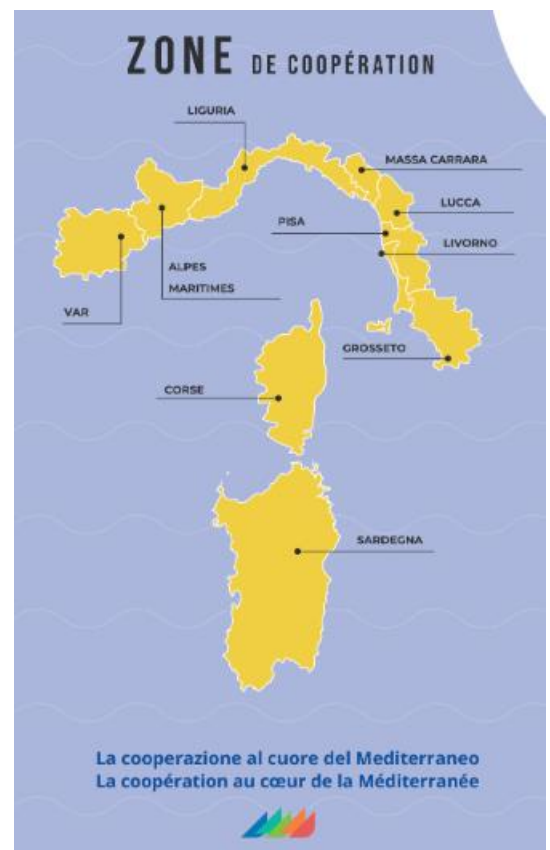 ZONE DE COOPÉRATION
LIGURIA
MASSA CARRARA
LUCCA
PISA
LIVORNO
ALPES
MARITIMES
VAR
GROSSETO
CORSE
SARDEGNA
La cooperazione al cuore del Mediterraneo
La coopération au cœur de la Méditerranée